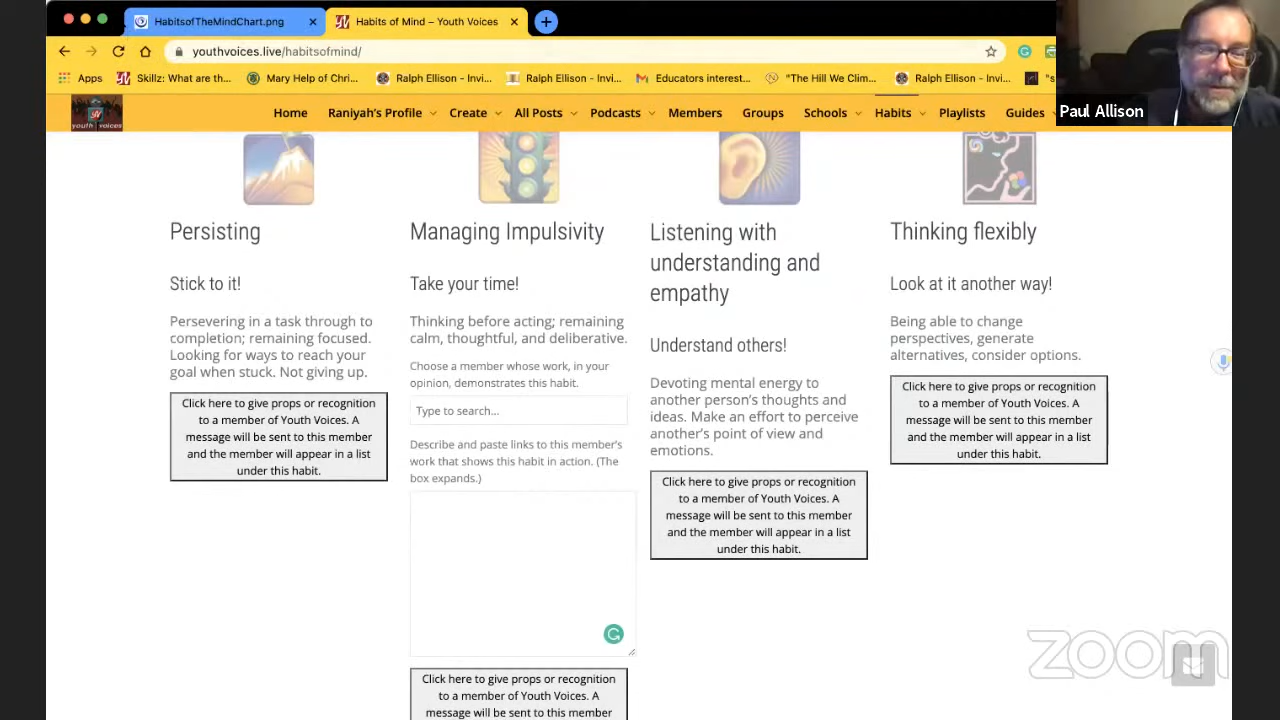 HabitsofTheMindChart.png
Habits of Mind – Youth Voices
youthvoices.live/habitsofmind/
Apps
Skillz: What are th...
Mary Help of Chri...
Ralph Ellison - Invi...
Ralph Ellison - Invi...
Educators interest...
"The Hill We Clim...
Ralph Ellison - Invi...
Paul Allison
youth voices
Home
Raniyah's Profile
Create
All Posts
Podcasts
Members
Groups
Schools
Habits
Playlists
Guides
Persisting
Stick to it!
Persevering in a task through to
completion; remaining focused.
Looking for ways to reach your
goal when stuck. Not giving up.
Click here to give props or recognition
to a member of Youth Voices. A
message will be sent to this member
and the member will appear in a list
under this habit.
Managing Impulsivity
Take your time!
Thinking before acting; remaining
calm, thoughtful, and deliberative.
Choose a member whose work, in your
opinion, demonstrates this habit.
Type to search...
Describe and paste links to this member's
work that shows this habit in action. (The
box expands.)
Click here to give props or recognition
to a member of Youth Voices. A
message will be sent to this member
Listening with
understanding and
empathy
Understand others!
Devoting mental energy to
another person's thoughts and
ideas. Make an effort to perceive
another's point of view and
emotions.
Click here to give props or recognition
to a member of Youth Voices. A
message will be sent to this member
and the member will appear in a list
under this habit.
Thinking flexibly
Look at it another way!
Being able to change
perspectives, generate
alternatives, consider options.
Click here to give props or recognition
to a member of Youth Voices. A
message will be sent to this member
and the member will appear in a list
under this habit.
zoom